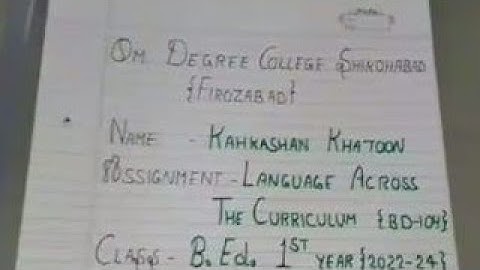 Om Degree College Shikohabad
{Firozabad}
Name - Kahkashan Khatoon
Assignment - Language Across
The Curriculum {BD-104}
Class - B. Ed. 1ST YEAR {2022-24}